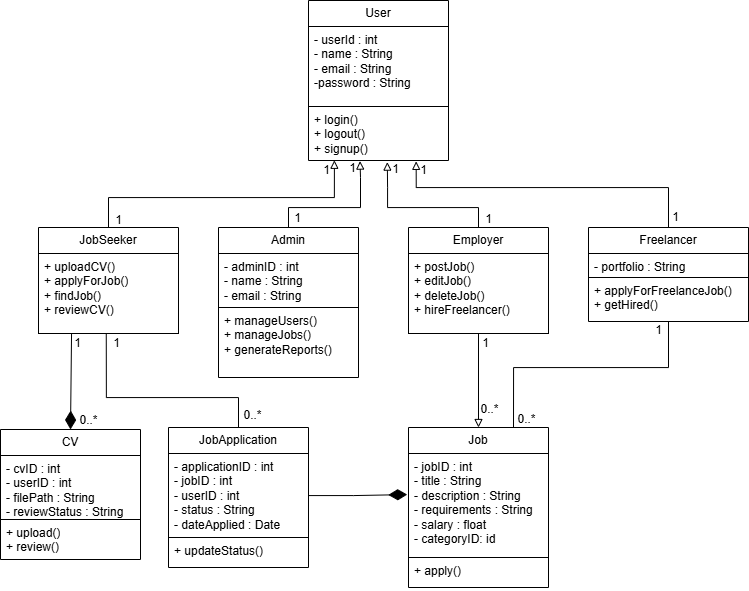 User
- userId : int
- name : String
- email : String
-password : String
+ login()
+ logout()
+ signup()
1
1
1
1
1
1
1
1
JobSeeker
+ uploadCV()
+ applyForJob()
+ findJob()
+ reviewCV()
Admin
- adminID : int
- name : String
- email : String
+ manageUsers()
+ manageJobs()
+ generateReports()
Employer
+ postJob()
+ editJob()
+ deleteJob()
+ hireFreelancer()
Freelancer
- portfolio : String
+ applyForFreelanceJob()
+ getHired()
1
1
1
1
0..*
0..*
0..*
0..*
CV
- cvID : int
- userID : int
- filePath : String
- reviewStatus : String
+ upload()
+ review()
JobApplication
- applicationID : int
- jobID : int
- userID : int
- status : String
- dateApplied : Date
+ updateStatus()
Job
- jobID : int
- title : String
- description : String
- requirements : String
- salary : float
- categoryID: id
+ apply()